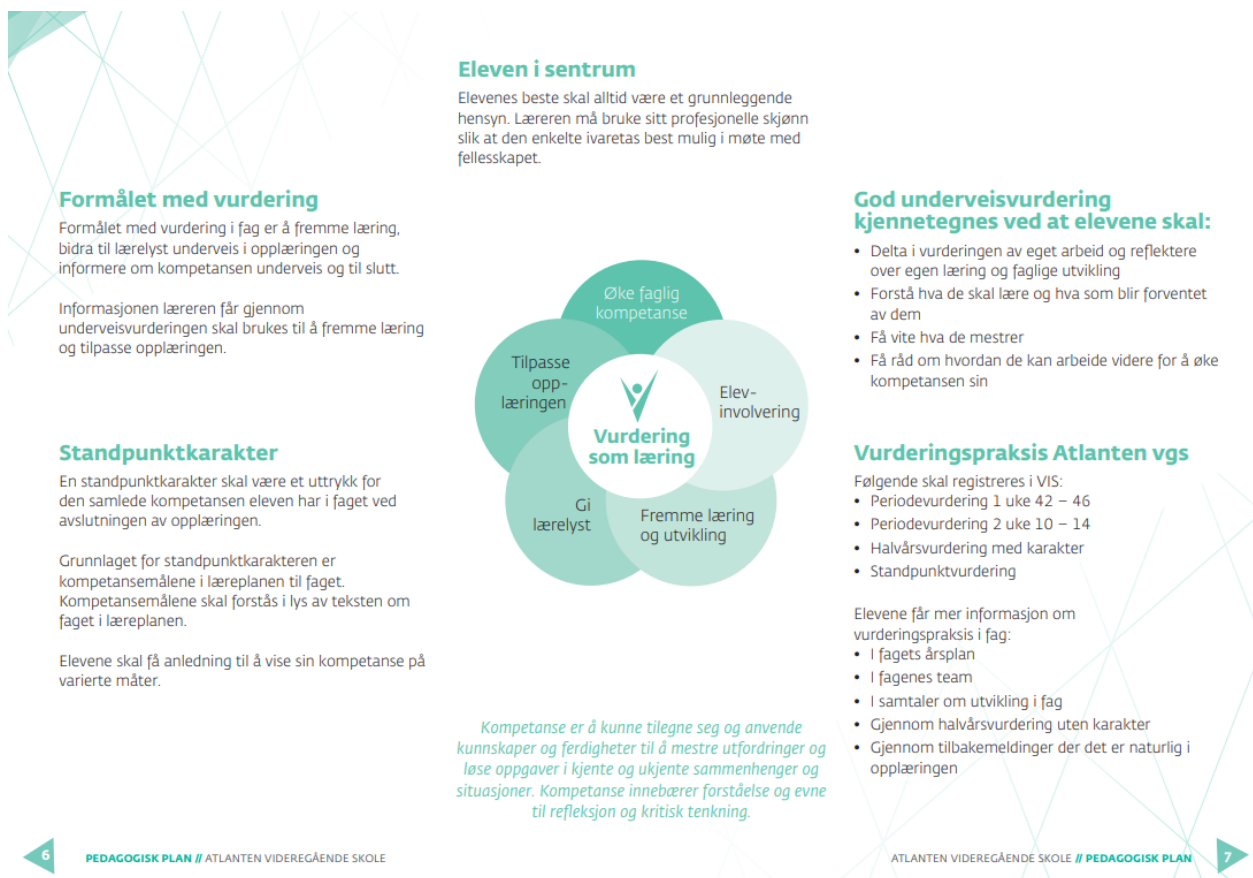 Eleven i sentrum
Elevenes beste skal alltid være et grunnleggende
hensyn. Læreren må bruke sitt profesjonelle skjønn
slik at den enkelte ivaretas best mulig i møte med
fellesskapet.
Formålet med vurdering
Formålet med vurdering i fag er å fremme læring,
bidra til lærelyst underveis i opplæringen og
informere om kompetansen underveis og til slutt.
Informasjonen læreren får gjennom
underveisvurderingen skal brukes til å fremme læring
og tilpasse opplæringen.
Standpunktkarakter
En standpunktkarakter skal være et uttrykk for
den samlede kompetansen eleven har i faget ved
avslutningen av opplæringen.
Grunnlaget for standpunktkarakteren er
kompetansemålene i læreplanen til faget.
Kompetansemålene skal forstås i lys av teksten om
faget i læreplanen.
Elevene skal få anledning til å vise sin kompetanse på
varierte måter.
Øke faglig
kompetanse
Tilpasse
opp-
læringen
Elev-
involvering
Vurdering
som læring
Gi
lærelyst
Fremme læring
og utvikling
Kompetanse er å kunne tilegne seg og anvende
kunnskaper og ferdigheter til å mestre utfordringer og
løse oppgaver i kjente og ukjente sammenhenger og
situasjoner. Kompetanse innebærer forståelse og evne
til refleksjon og kritisk tenkning.
God underveisvurdering
kjennetegnes ved at elevene skal:
• Delta i vurderingen av eget arbeid og reflektere
over egen læring og faglige utvikling
• Forstå hva de skal lære og hva som blir forventet
av dem
• Få vite hva de mestrer
• Få råd om hvordan de kan arbeide videre for å øke
kompetansen sin
Vurderingspraksis Atlanten vgs
Følgende skal registreres i VIS:
• Periodevurdering 1 uke 42 – 46
• Periodevurdering 2 uke 10 – 14
• Halvårsvurdering med karakter
• Standpunktvurdering
Elevene får mer informasjon om
vurderingspraksis i fag:
• I fagets årsplan
• I fagenes team
• I samtaler om utvikling i fag
• Gjennom halvårsvurdering uten karakter
• Gjennom tilbakemeldinger der det er naturlig i
opplæringen
6 PEDAGOGISK PLAN // ATLANTEN VIDEREGÅENDE SKOLE
ATLANTEN VIDEREGÅENDE SKOLE // PEDAGOGISK PLAN 7